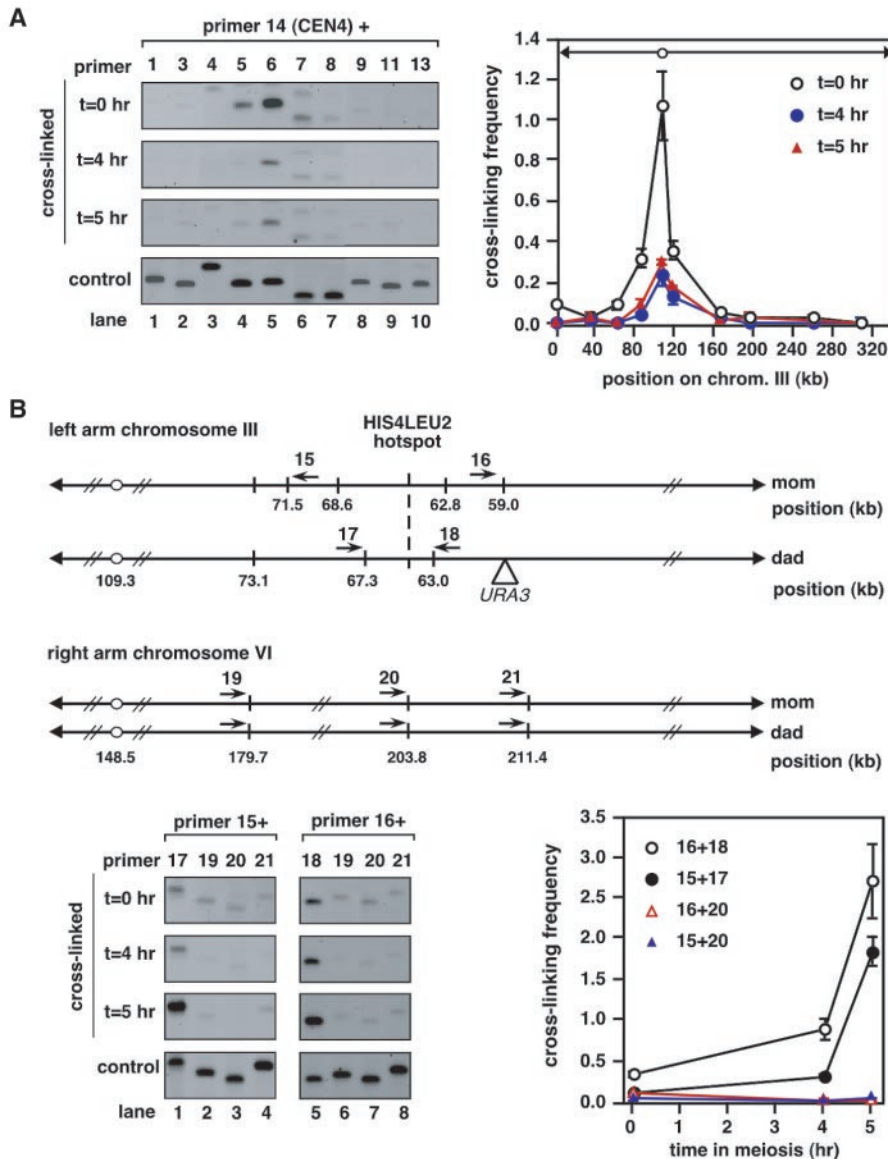 A
primer 14 (CEN4) +
primer 1 3 4 5 6 7 8 9 11 13
cross-linked
t=0 hr
t=4 hr
t=5 hr
control
lane 1 2 3 4 5 6 7 8 9 10
cross-linking frequency
1.4
1.2
1.0
0.8
0.6
0.4
0.2
0.0
t=0 hr
t=4 hr
t=5 hr
0 40 80 120 160 200 240 280 320
position on chrom. III (kb)
B
left arm chromosome III
HIS4LEU2
hotspot
15 16
mom
71.5 68.6 62.8 59.0
position (kb)
17 18
dad
109.3 73.1 67.3 63.0
position (kb)
URA3
right arm chromosome VI
19 20 21
mom
dad
148.5 179.7 203.8 211.4
position (kb)
primer 15+ primer 16+
primer 17 19 20 21 18 19 20 21
cross-linked
t=0 hr
t=4 hr
t=5 hr
control
lane 1 2 3 4 5 6 7 8
cross-linking frequency
3.5
3.0
2.5
2.0
1.5
1.0
0.5
0.0
16+18
15+17
16+20
15+20
0 1 2 3 4 5
time in meiosis (hr)